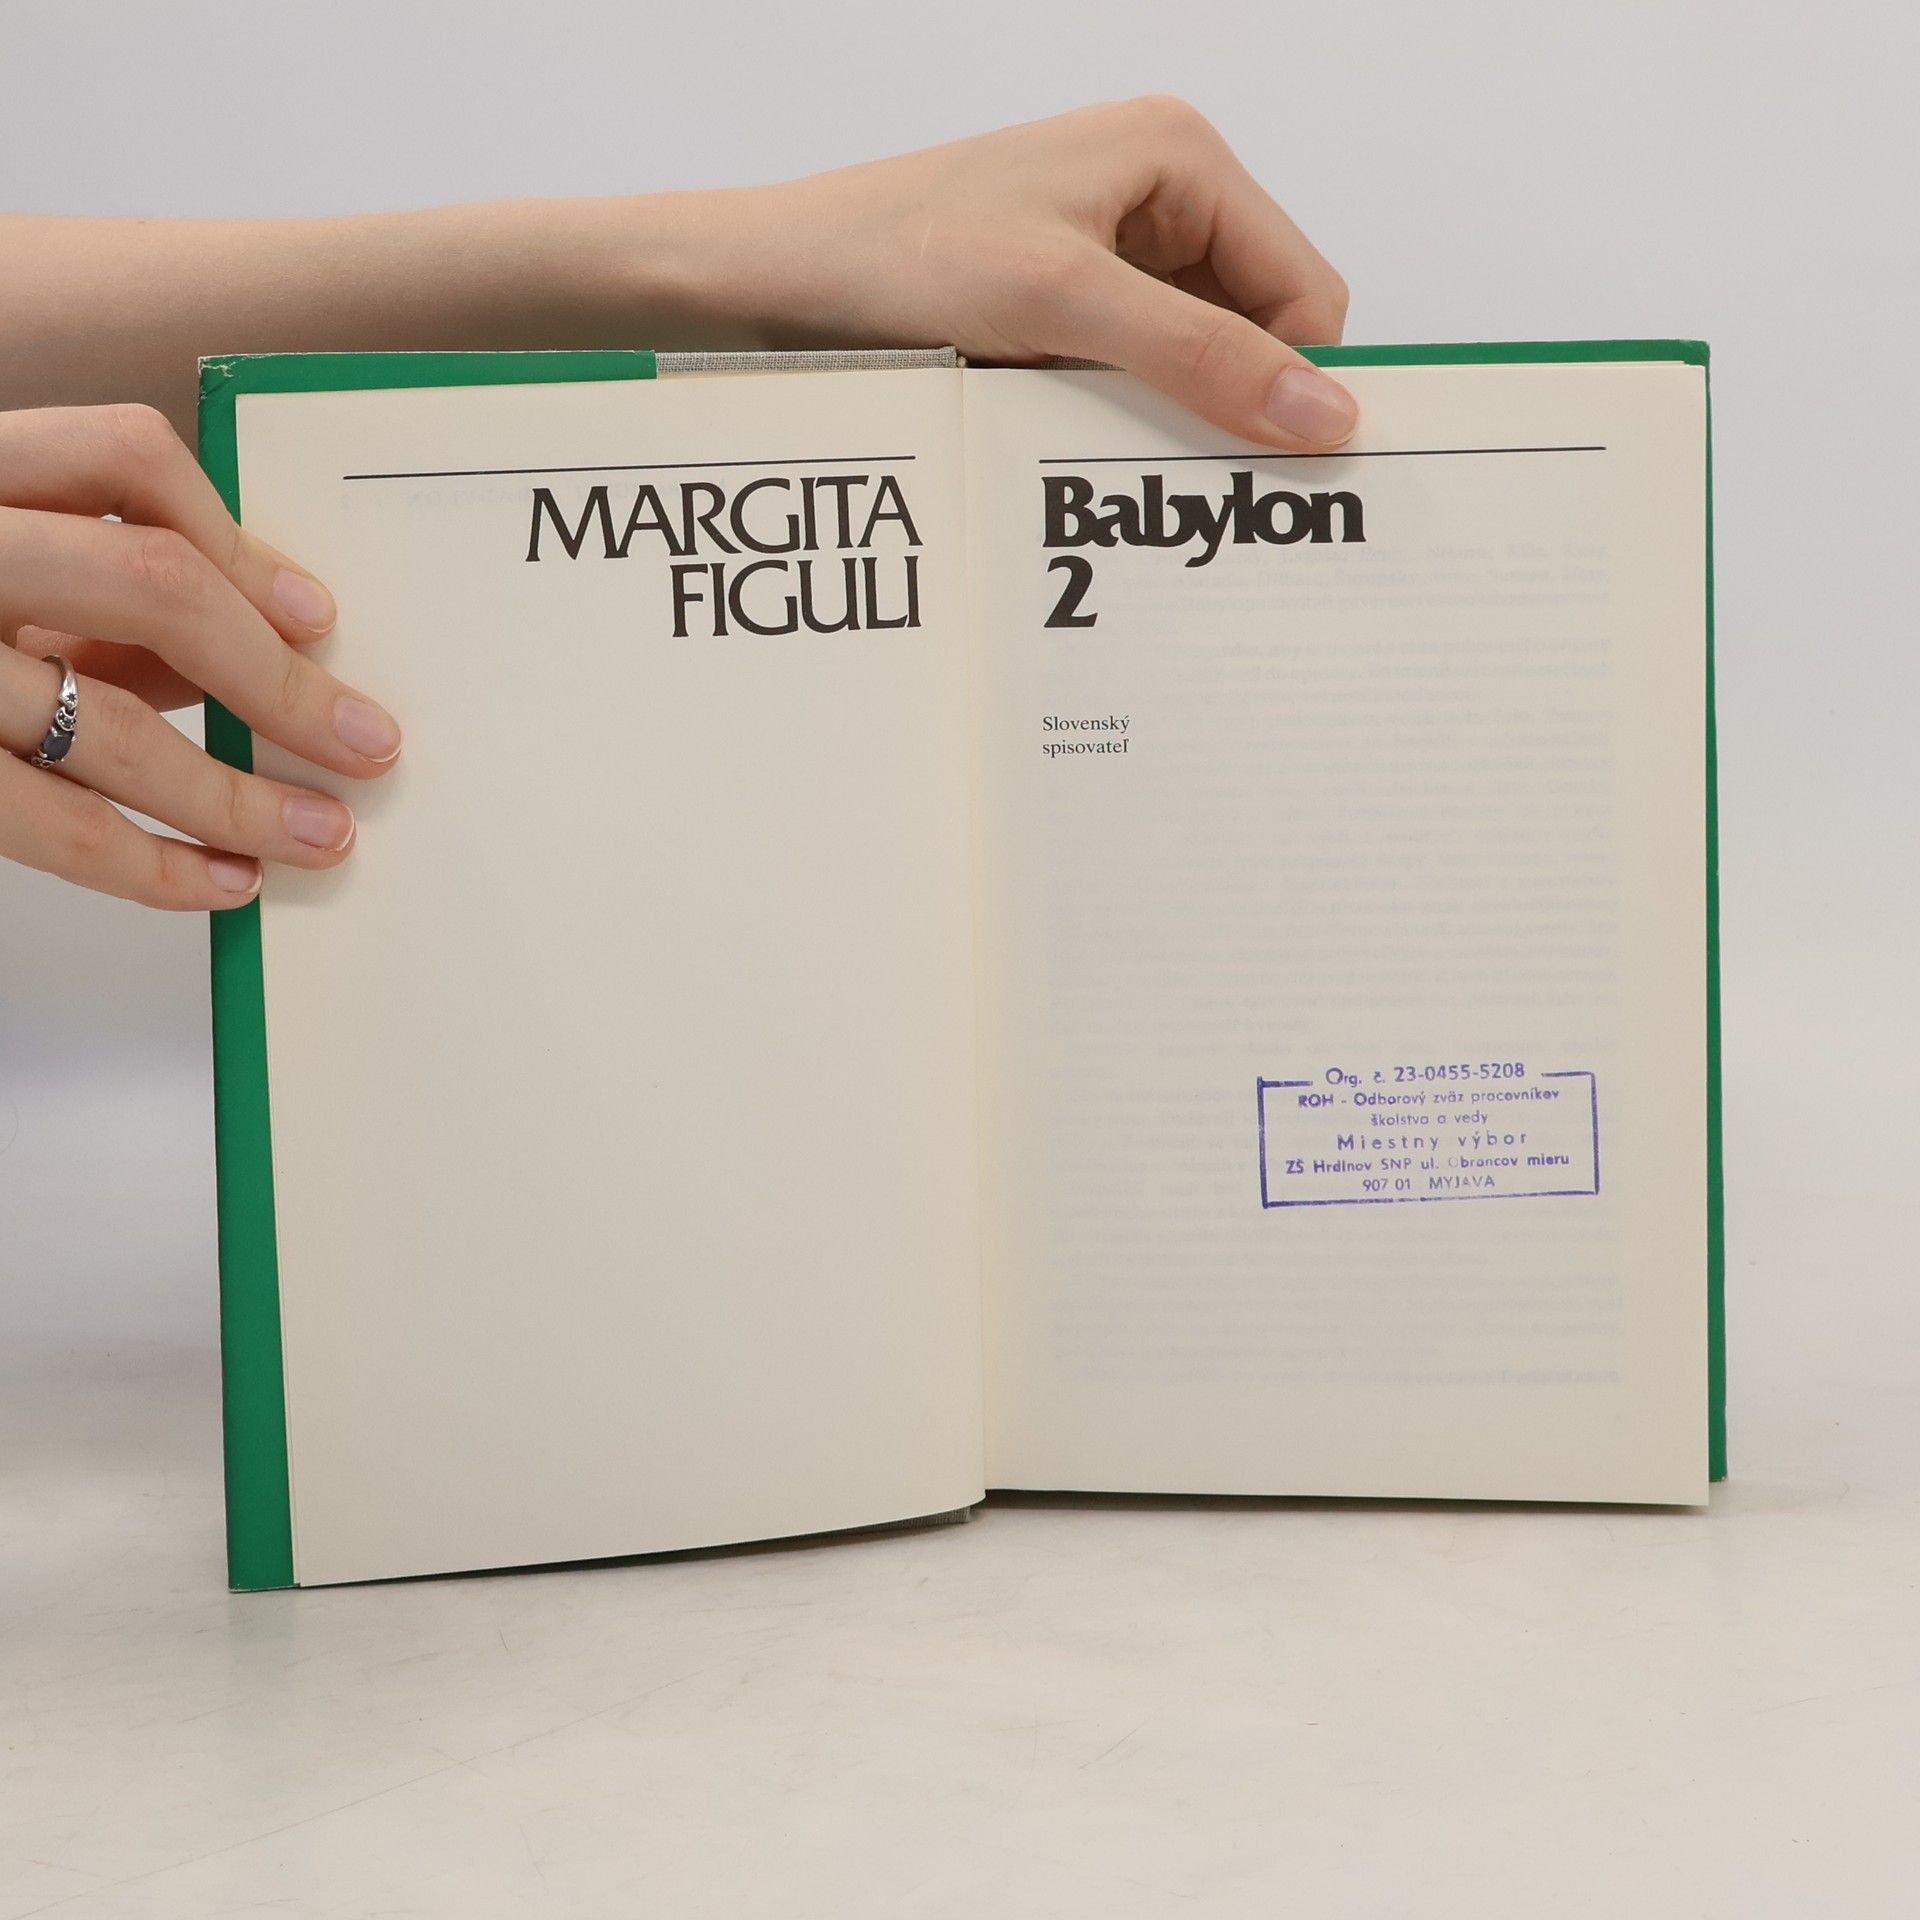 MARGITA
FIGULI
Babylon
2
Slovenský
spisovateľ
Org. č. 23-0455-5208
ROH - Odborový zväz pracovníkov
školstva a vedy
Miestny výbor
ZŠ Hrdinov SNP ul. Obrancov mieru
907 01 MYJAVA